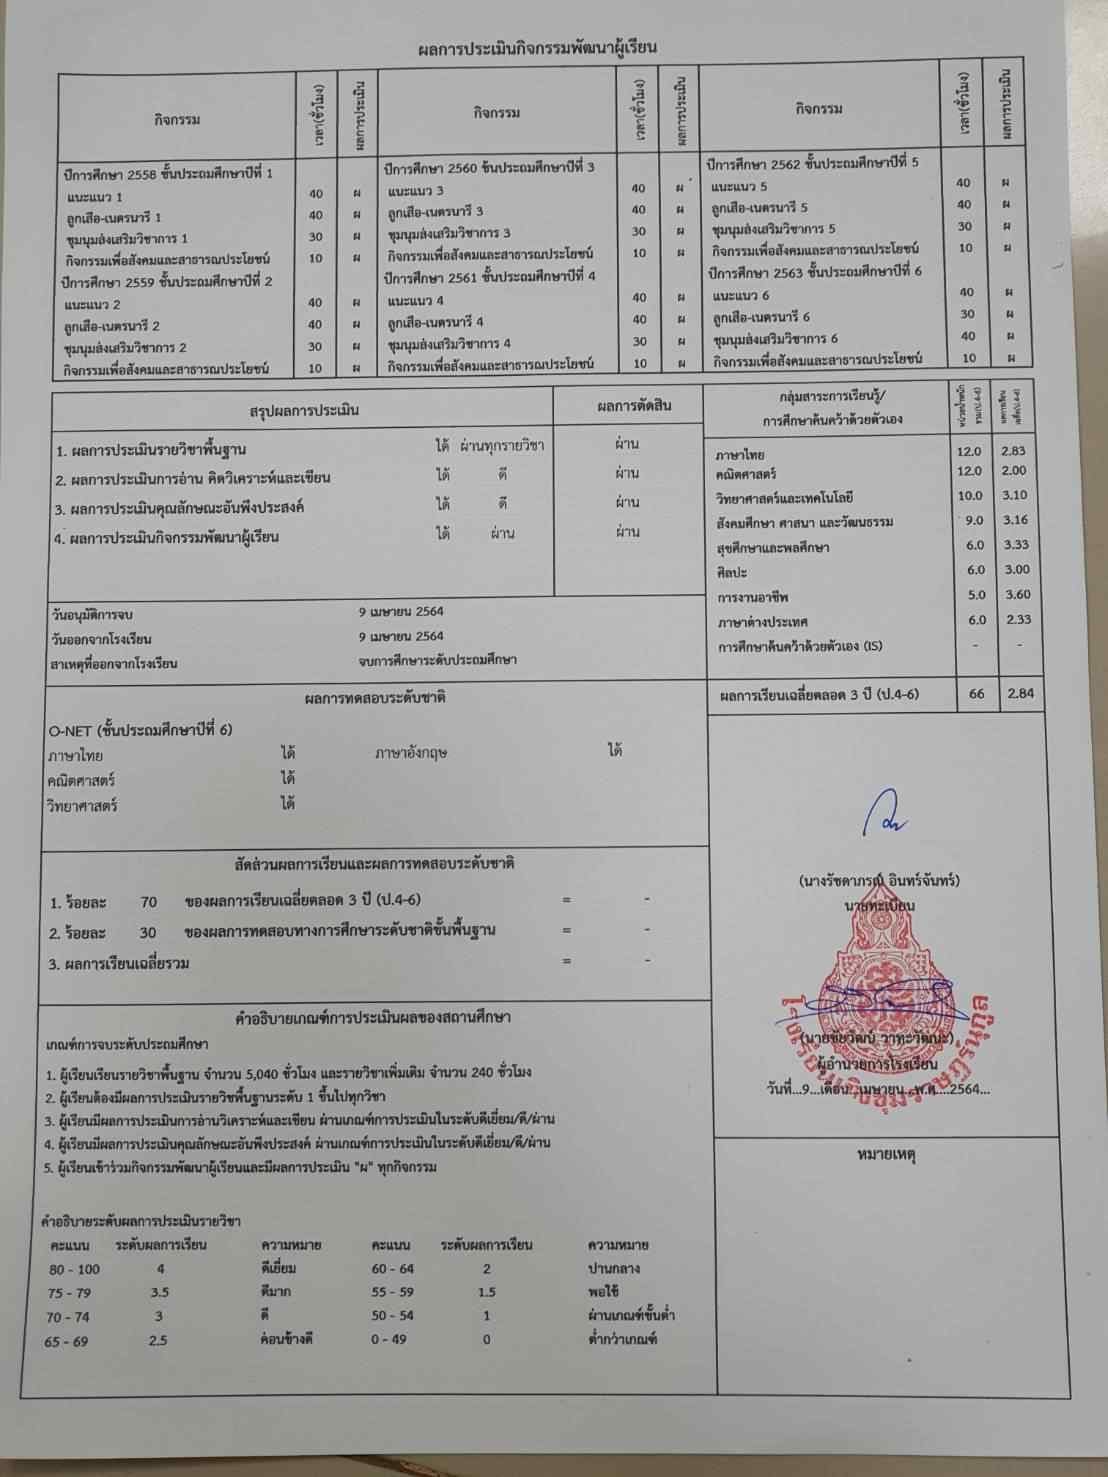 ผลการประเมินกิจกรรมพัฒนาผู้เรียน
กิจกรรม เวลา(ชั่วโมง) ผลการประเมิน กิจกรรม เวลา(ชั่วโมง) ผลการประเมิน กิจกรรม เวลา(ชั่วโมง) ผลการประเมิน
ปีการศึกษา 2558 ชั้นประถมศึกษาปีที่ 1
แนะแนว 1 40 ผ
ลูกเสือ-เนตรนารี 1 40 ผ
ชุมนุมส่งเสริมวิชาการ 1 30 ผ
กิจกรรมเพื่อสังคมและสาธารณประโยชน์ 10 ผ
ปีการศึกษา 2559 ชั้นประถมศึกษาปีที่ 2
แนะแนว 2 40 ผ
ลูกเสือ-เนตรนารี 2 40 ผ
ชุมนุมส่งเสริมวิชาการ 2 30 ผ
กิจกรรมเพื่อสังคมและสาธารณประโยชน์ 10 ผ
ปีการศึกษา 2560 ชั้นประถมศึกษาปีที่ 3
แนะแนว 3 40 ผ
ลูกเสือ-เนตรนารี 3 40 ผ
ชุมนุมส่งเสริมวิชาการ 3 30 ผ
กิจกรรมเพื่อสังคมและสาธารณประโยชน์ 10 ผ
ปีการศึกษา 2561 ชั้นประถมศึกษาปีที่ 4
แนะแนว 4 40 ผ
ลูกเสือ-เนตรนารี 4 40 ผ
ชุมนุมส่งเสริมวิชาการ 4 30 ผ
กิจกรรมเพื่อสังคมและสาธารณประโยชน์ 10 ผ
ปีการศึกษา 2562 ชั้นประถมศึกษาปีที่ 5
แนะแนว 5 40 ผ
ลูกเสือ-เนตรนารี 5 40 ผ
ชุมนุมส่งเสริมวิชาการ 5 30 ผ
กิจกรรมเพื่อสังคมและสาธารณประโยชน์ 10 ผ
ปีการศึกษา 2563 ชั้นประถมศึกษาปีที่ 6
แนะแนว 6 40 ผ
ลูกเสือ-เนตรนารี 6 30 ผ
ชุมนุมส่งเสริมวิชาการ 6 40 ผ
กิจกรรมเพื่อสังคมและสาธารณประโยชน์ 10 ผ
สรุปผลการประเมิน ผลการตัดสิน
1. ผลการประเมินรายวิชาพื้นฐาน ได้ ผ่านทุกรายวิชา ผ่าน
2. ผลการประเมินการอ่าน คิดวิเคราะห์และเขียน ได้ ดี ผ่าน
3. ผลการประเมินคุณลักษณะอันพึงประสงค์ ได้ ดี ผ่าน
4. ผลการประเมินกิจกรรมพัฒนาผู้เรียน ได้ ผ่าน ผ่าน
วันอนุมัติการจบ 9 เมษายน 2564
วันออกจากโรงเรียน 9 เมษายน 2564
สาเหตุที่ออกจากโรงเรียน จบการศึกษาระดับประถมศึกษา
กลุ่มสาระการเรียนรู้/
การศึกษาค้นคว้าด้วยตัวเอง
หน่วยน้ำหนัก รวม(ป.4-6) ผลการเรียน เฉลี่ย(ป.4-6)
ภาษาไทย 12.0 2.83
คณิตศาสตร์ 12.0 2.00
วิทยาศาสตร์และเทคโนโลยี 10.0 3.10
สังคมศึกษา ศาสนา และวัฒนธรรม 9.0 3.16
สุขศึกษาและพลศึกษา 6.0 3.33
ศิลปะ 6.0 3.00
การงานอาชีพ 5.0 3.60
ภาษาต่างประเทศ 6.0 2.33
การศึกษาค้นคว้าด้วยตัวเอง (IS) - -
ผลการเรียนเฉลี่ยตลอด 3 ปี (ป.4-6) 66 2.84
ผลการทดสอบระดับชาติ
O-NET (ชั้นประถมศึกษาปีที่ 6)
ภาษาไทย ได้ ภาษาอังกฤษ ได้
คณิตศาสตร์ ได้
วิทยาศาสตร์ ได้
สัดส่วนผลการเรียนและผลการทดสอบระดับชาติ
1. ร้อยละ 70 ของผลการเรียนเฉลี่ยตลอด 3 ปี (ป.4-6) = -
2. ร้อยละ 30 ของผลการทดสอบทางการศึกษาระดับชาติขั้นพื้นฐาน = -
3. ผลการเรียนเฉลี่ยรวม = -
(นางรัชดาภรณ์ อินทร์จันทร์)
นายทะเบียน
(นายชัยวัฒน์ วาทะวัฒนะ)
ผู้อำนวยการโรงเรียน
วันที่...9...เดือน...เมษายน...พ.ศ....2564...
คำอธิบายเกณฑ์การประเมินผลของสถานศึกษา
เกณฑ์การจบระดับประถมศึกษา
1. ผู้เรียนเรียนรายวิชาพื้นฐาน จำนวน 5,040 ชั่วโมง และรายวิชาเพิ่มเติม จำนวน 240 ชั่วโมง
2. ผู้เรียนต้องมีผลการประเมินรายวิชพื้นฐานระดับ 1 ขึ้นไปทุกวิชา
3. ผู้เรียนมีผลการประเมินการอ่านวิเคราะห์และเขียน ผ่านเกณฑ์การประเมินในระดับดีเยี่ยม/ดี/ผ่าน
4. ผู้เรียนมีผลการประเมินคุณลักษณะอันพึงประสงค์ ผ่านเกณฑ์การประเมินในระดับดีเยี่ยม/ดี/ผ่าน
5. ผู้เรียนเข้าร่วมกิจกรรมพัฒนาผู้เรียนและมีผลการประเมิน "ผ" ทุกกิจกรรม
หมายเหตุ
คำอธิบายระดับผลการประเมินรายวิชา
คะแนน ระดับผลการเรียน ความหมาย คะแนน ระดับผลการเรียน ความหมาย
80 - 100 4 ดีเยี่ยม 60 - 64 2 ปานกลาง
75 - 79 3.5 ดีมาก 55 - 59 1.5 พอใช้
70 - 74 3 ดี 50 - 54 1 ผ่านเกณฑ์ขั้นต่ำ
65 - 69 2.5 ค่อนข้างดี 0 - 49 0 ต่ำกว่าเกณฑ์